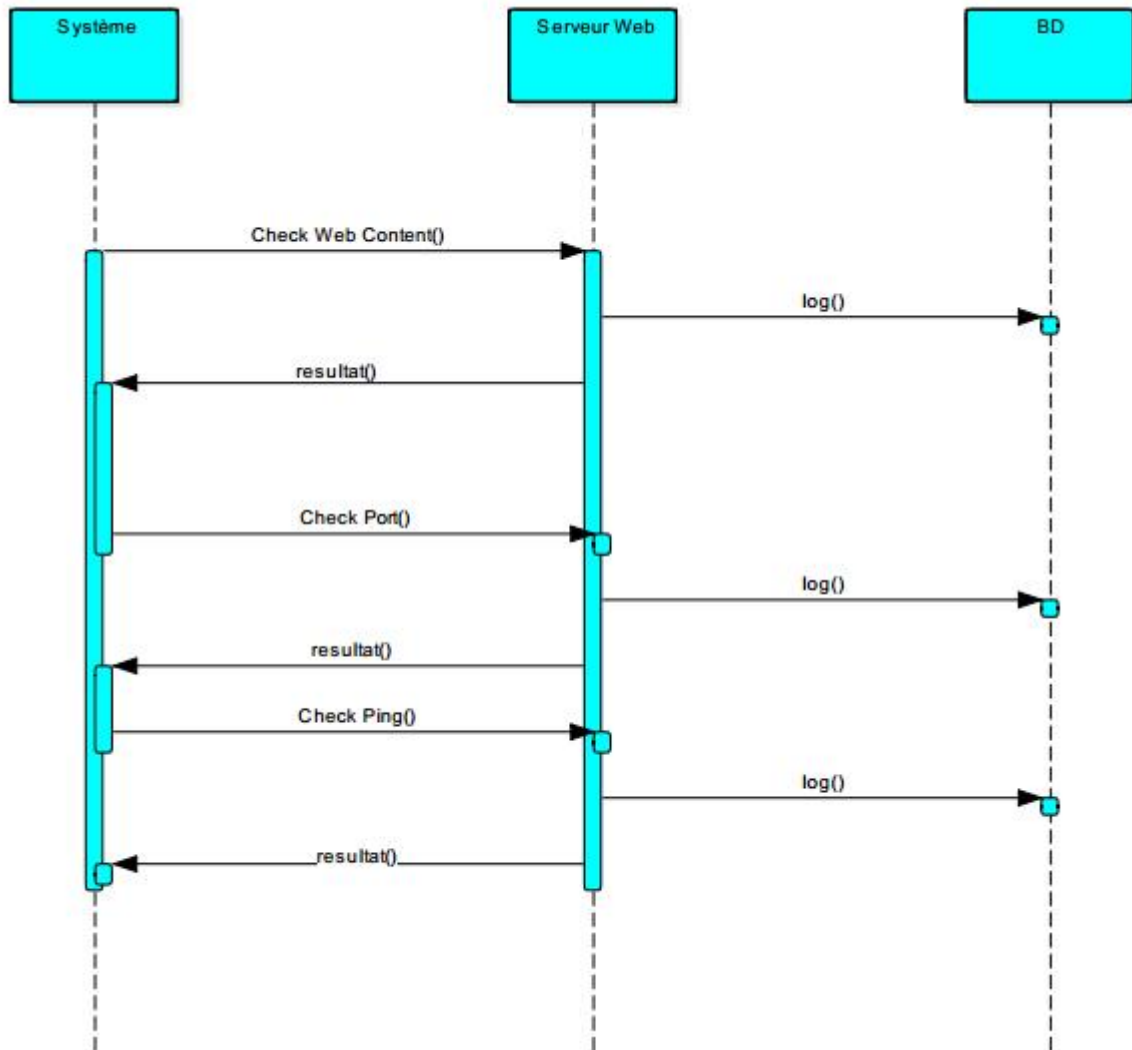 Système
Serveur Web
BD
Check Web Content()
log()
resultat()
Check Port()
log()
resultat()
Check Ping()
log()
resultat()